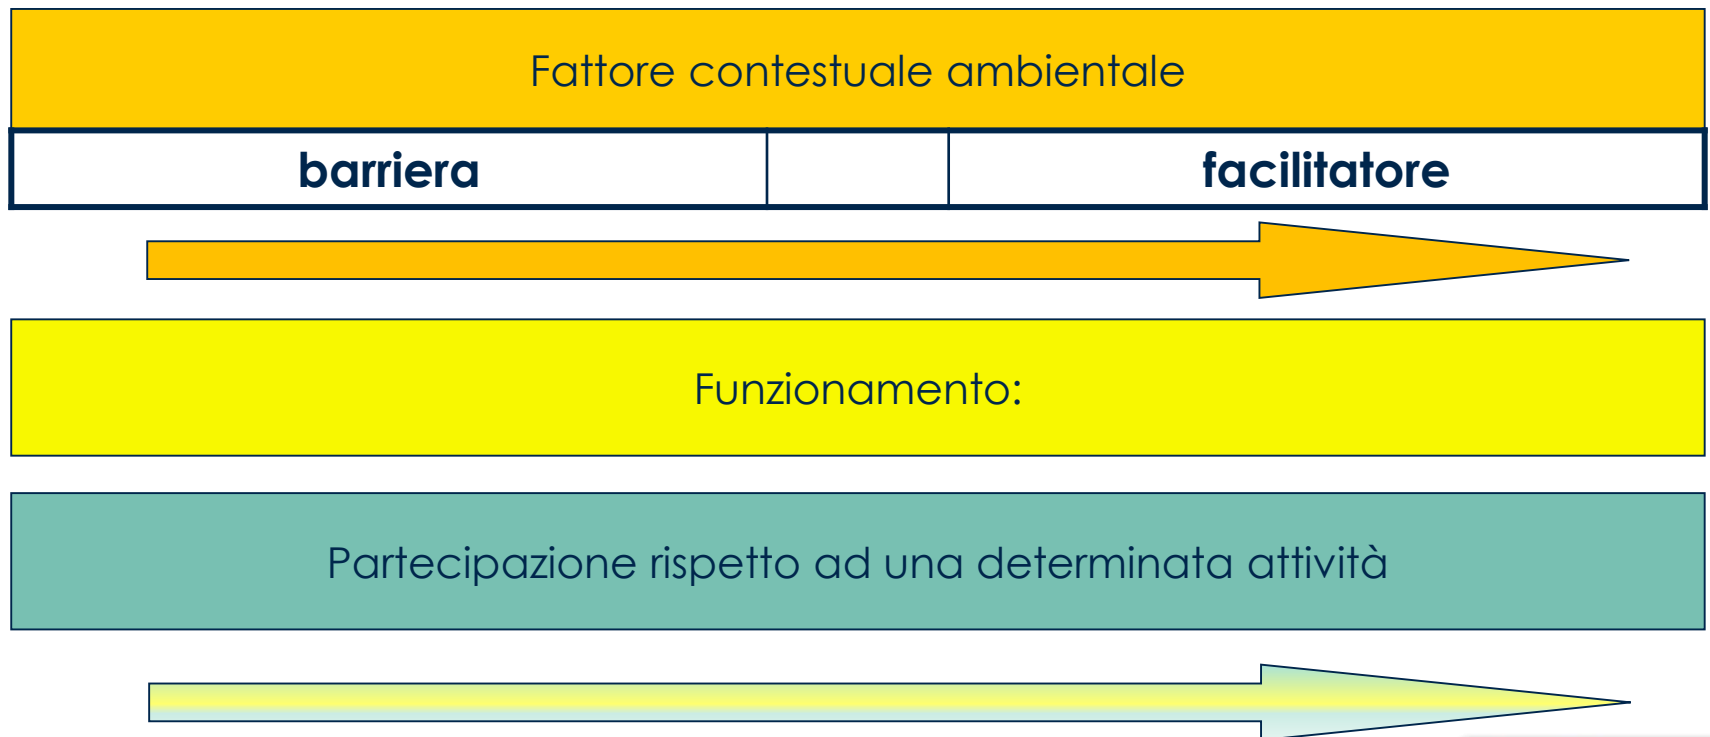 Fattore contestuale ambientale
barriera facilitatore
Funzionamento:
Partecipazione rispetto ad una determinata attività